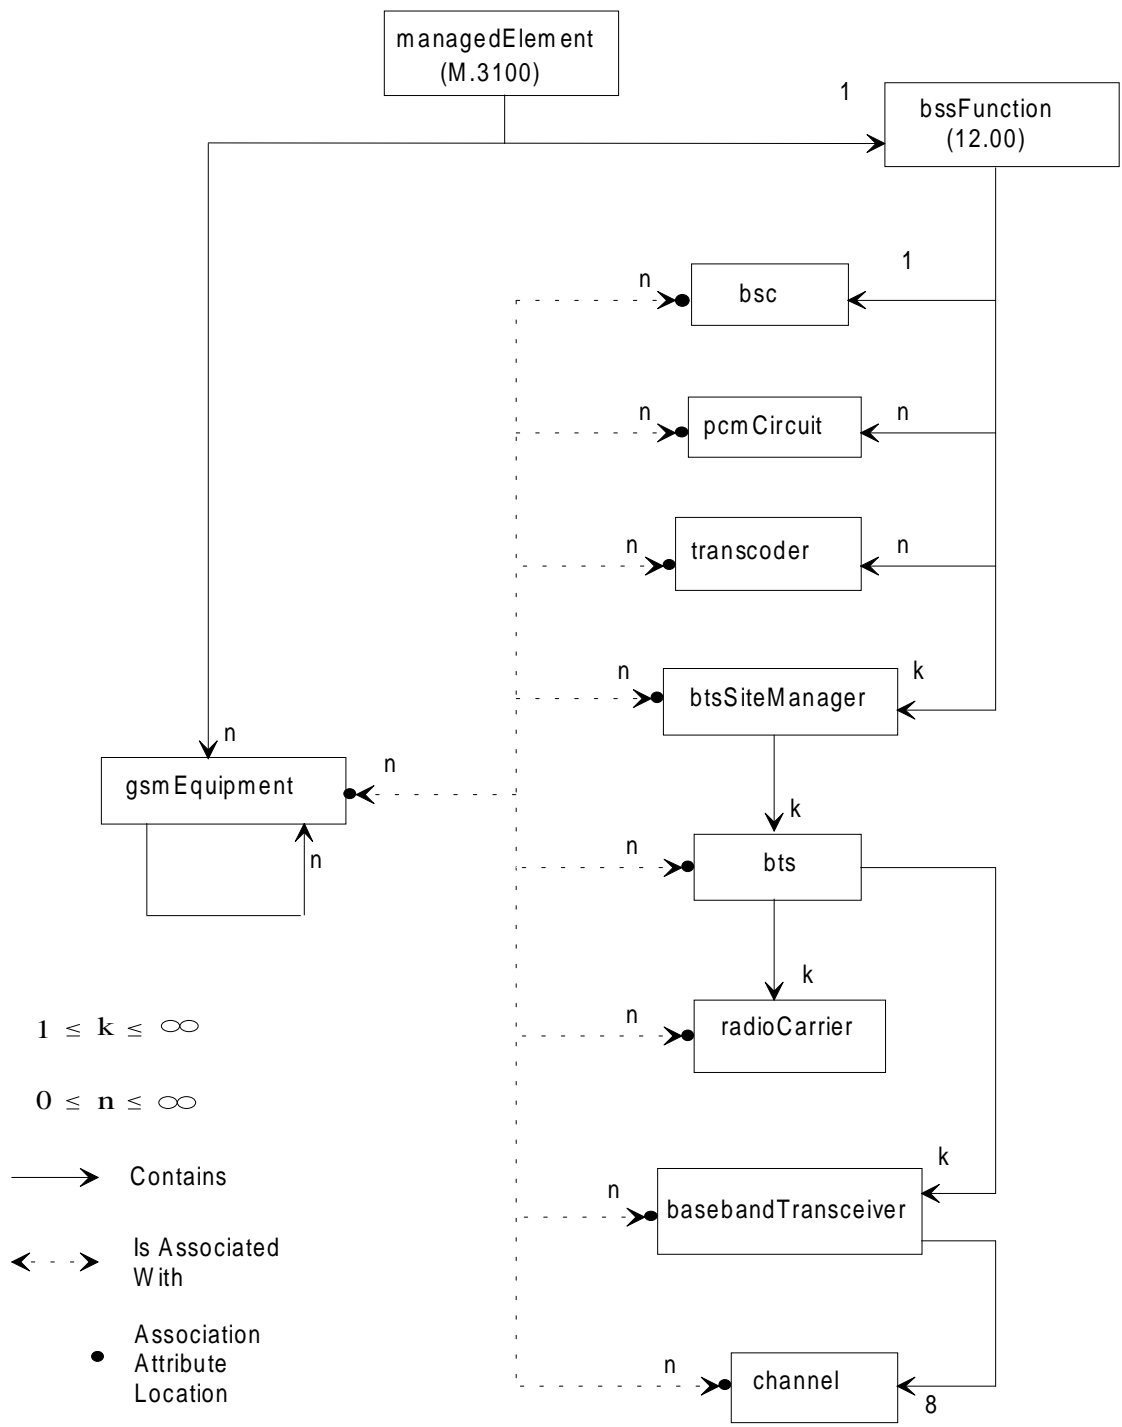 managedElement
(M.3100)
1
bssFunction
(12.00)
1
n
bsc
n
n
pcmCircuit
n
n
transcoder
n
k
btsSiteManager
n
n
gsmEquipment
n
n
k
bts
n
k
radioCarrier
n
1 ≤ k ≤ ∞
0 ≤ n ≤ ∞
Contains
Is Associated
With
Association
Attribute
Location
k
n
basebandTransceiver
n
channel
8